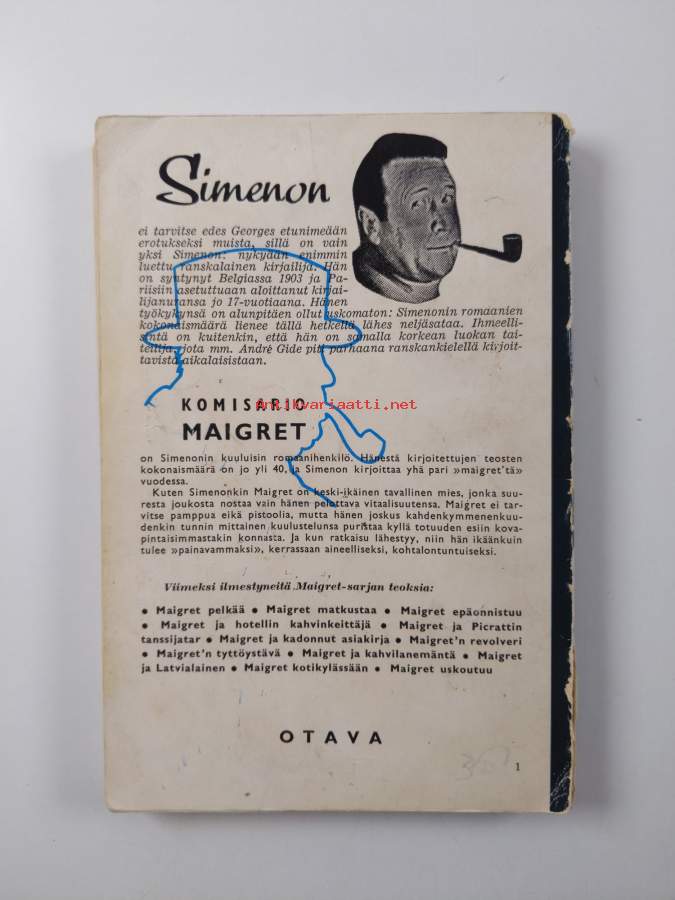 Simenon
ei tarvitse edes Georges etunimeään
erotukseksi muista, sillä on vain
yksi Simenon: nykyään enimmin
luettu ranskalainen kirjailija. Hän
on syntynyt Belgiassa 1903 ja Pa-
riisiin asetuttuaan aloittanut kirjai-
lijanuransa jo 17-vuotiaana. Hänen
työkykynsä on alunpitäen ollut uskomaton: Simenonin romaanien
kokonaismäärä lienee tällä hetkellä lähes neljäsataa. Ihmeelli-
sintä on kuitenkin, että hän on samalla korkean luokan tai-
teilija, jota mm. André Gide piti parhaana ranskankielellä kirjoit-
tavista aikalaisistaan.
KOMISARIO
Antikvariaatti.net
MAIGRET
on Simenonin kuuluisin romaanihenkilö. Hänestä kirjoitettujen teosten
kokonaismäärä on jo yli 40, ja Simenon kirjoittaa yhä pari »maigret'tä»
vuodessa.
Kuten Simenonkin Maigret on keski-ikäinen tavallinen mies, jonka suu-
resta joukosta nostaa vain hänen pelottava vitaalisuutensa. Maigret ei tar-
vitse pamppua eikä pistoolia, mutta hänen joskus kahdenkymmenenkuu-
denkin tunnin mittainen kuulustelunsa puristaa kyllä totuuden esiin kova-
pintaisimmastakin konnasta. Ja kun ratkaisu lähestyy, niin hän ikäänkuin
tulee »painavammaksi», kerrassaan aineelliseksi, kohtalontuntuiseksi.
Viimeksi ilmestyneitä Maigret-sarjan teoksia:
● Maigret pelkää ● Maigret matkustaa ● Maigret epäonnistuu
● Maigret ja hotellin kahvinkeittäjä ● Maigret ja Picrattin
tanssijatar ● Maigret ja kadonnut asiakirja ● Maigret'n revolveri
● Maigret'n tyttöystävä ● Maigret ja kahvilanemäntä ● Maigret
ja Latvialainen ● Maigret kotikylässään ● Maigret uskoutuu
OTAVA
1